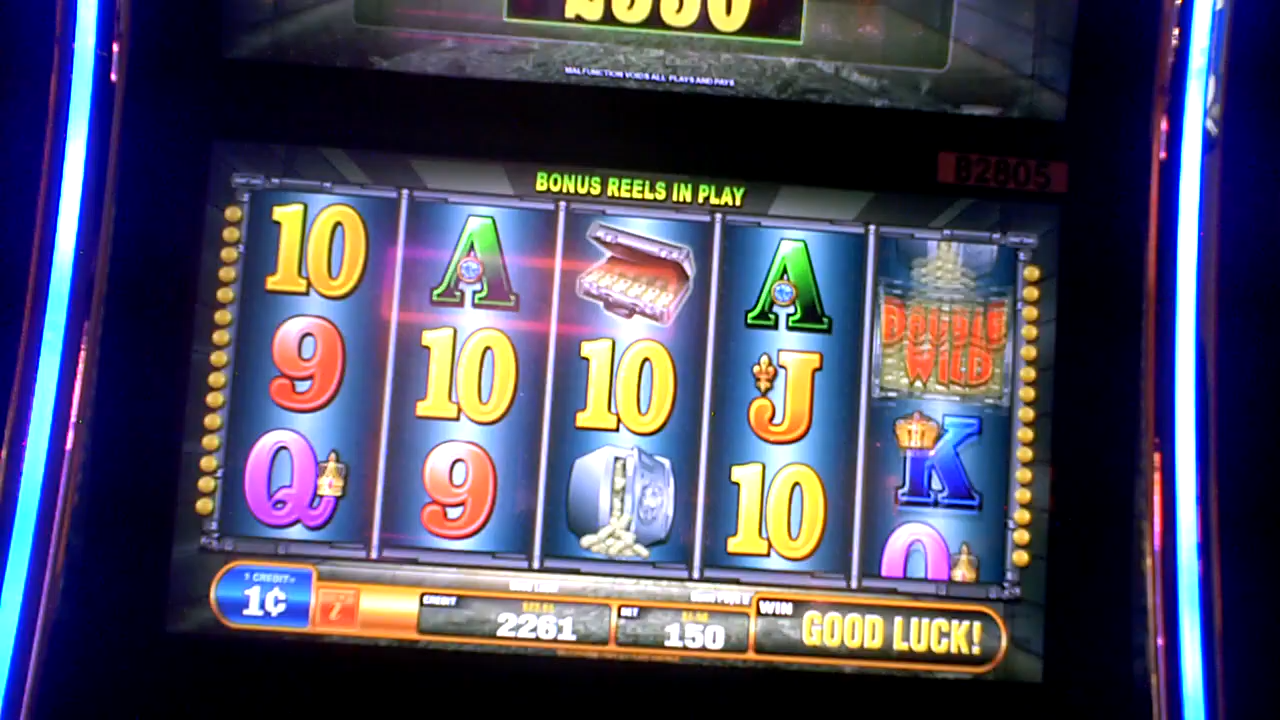 MALFUNCTION VOIDS ALL PLAYS AND PAYS
B2805
BONUS REELS IN PLAY
10 A A
DOUBLE
WILD
9 10 10 J
K
Q 9 10
Q
1 CREDIT=
1¢
CREDIT
2261
BET
150
WIN
GOOD LUCK!